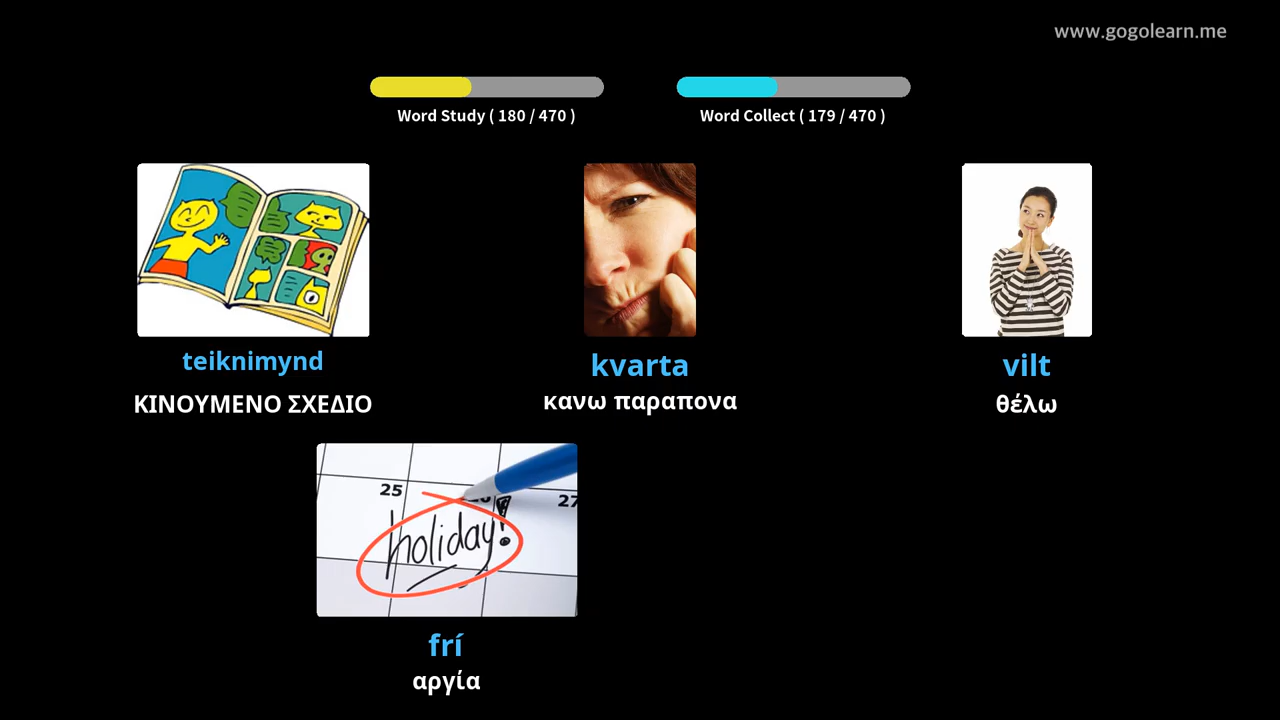 www.gogolearn.me
Word Study ( 180 / 470 )
Word Collect ( 179 / 470 )
teiknimynd
ΚΙΝΟΥΜΕΝΟ ΣΧΕΔΙΟ
kvarta
κανω παραπονα
vilt
θέλω
25
27
holiday!
frí
αργία